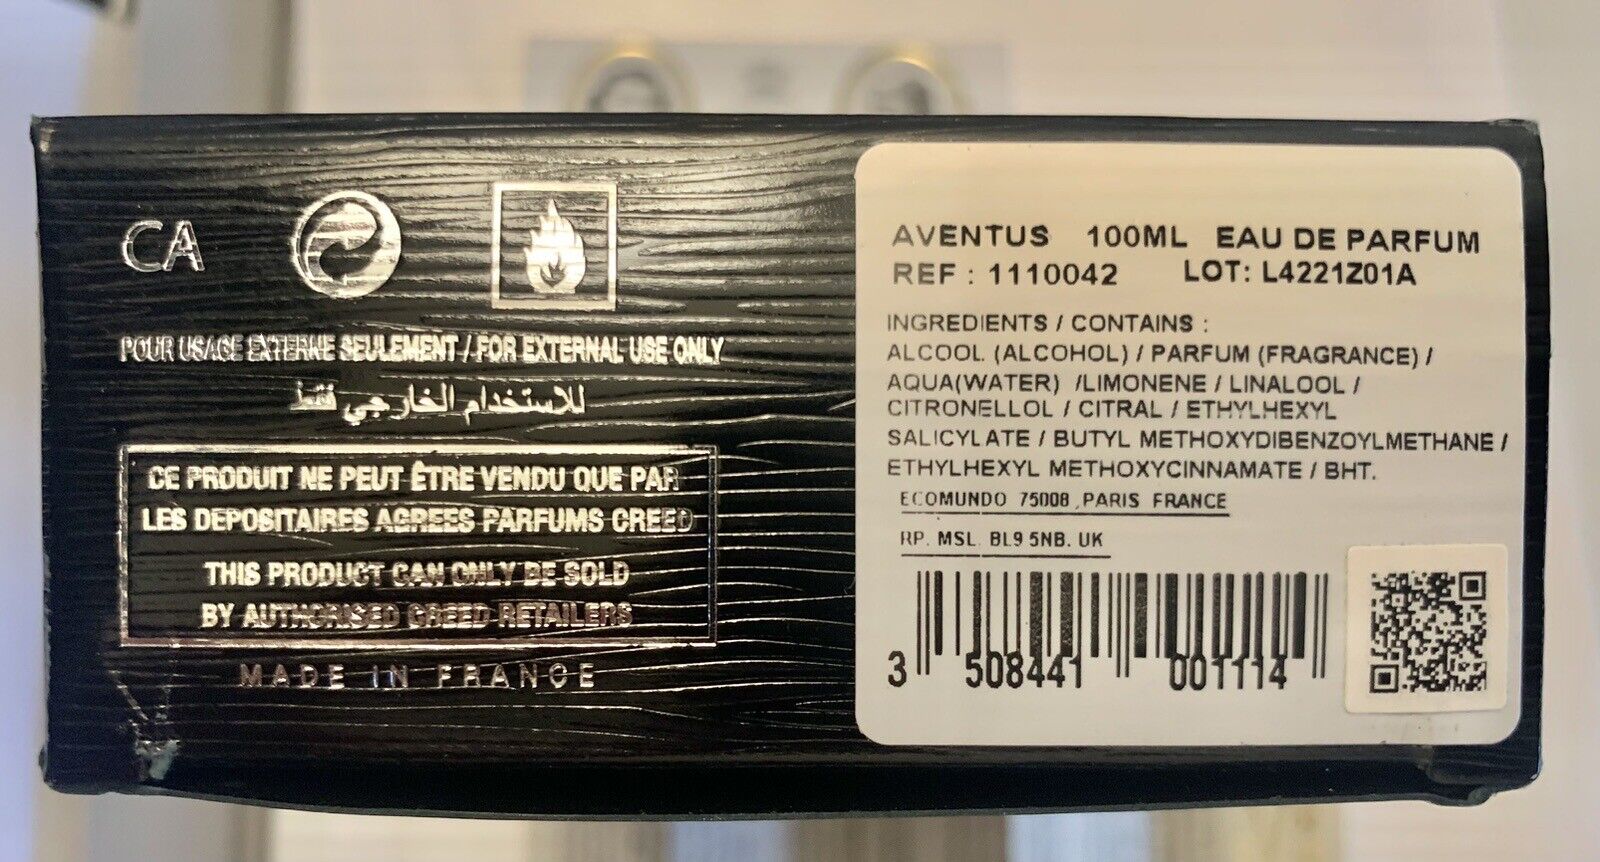 CA
POUR USAGE EXTERNE SEULEMENT / FOR EXTERNAL USE ONLY
للاستخدام الخارجي فقط
CE PRODUIT NE PEUT ÊTRE VENDU QUE PAR
LES DEPOSITAIRES AGREES PARFUMS CREED
THIS PRODUCT CAN ONLY BE SOLD
BY AUTHORISED CREED RETAILERS
MADE IN FRANCE
AVENTUS 100ML EAU DE PARFUM
REF : 1110042 LOT: L4221Z01A
INGREDIENTS / CONTAINS :
ALCOOL (ALCOHOL) / PARFUM (FRAGRANCE) /
AQUA(WATER) /LIMONENE / LINALOOL /
CITRONELLOL / CITRAL / ETHYLHEXYL
SALICYLATE / BUTYL METHOXYDIBENZOYLMETHANE /
ETHYLHEXYL METHOXYCINNAMATE / BHT.
ECOMUNDO 75008 , PARIS FRANCE
RP. MSL. BL9 5NB. UK
3 508441 001114